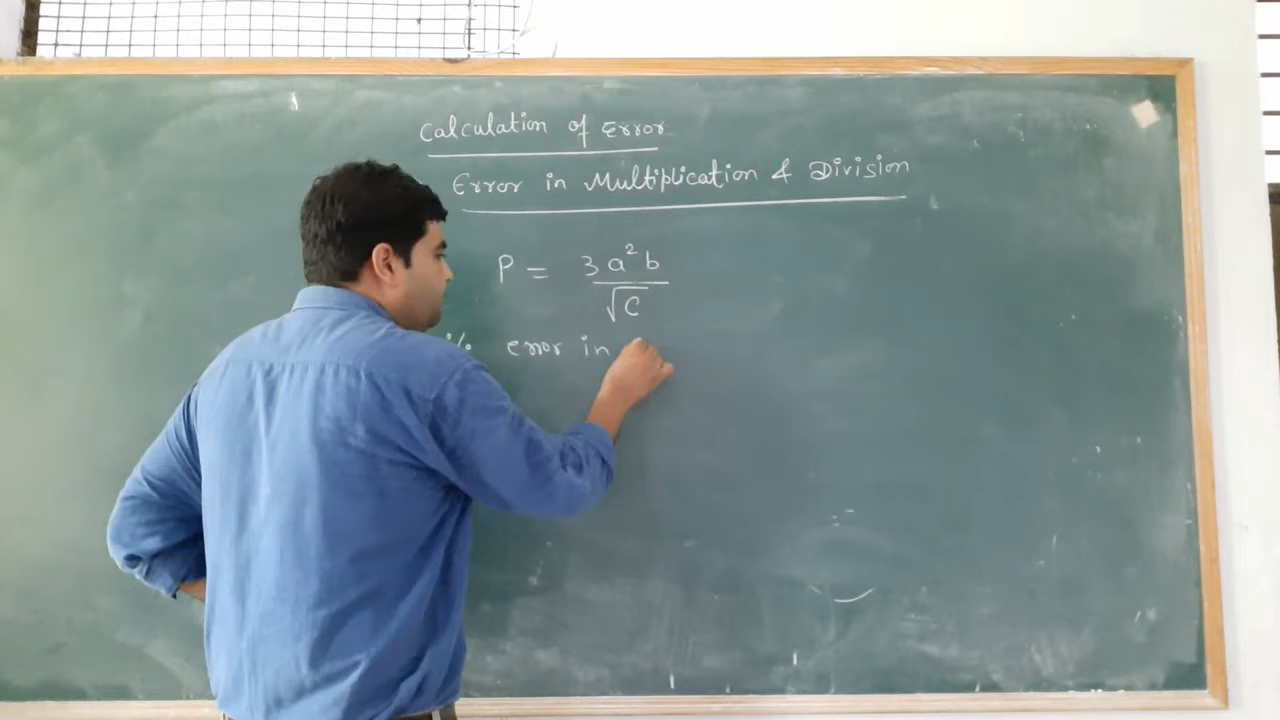 Calculation of Error
Error in Multiplication & Division
P = 3a²b / √c
% error in